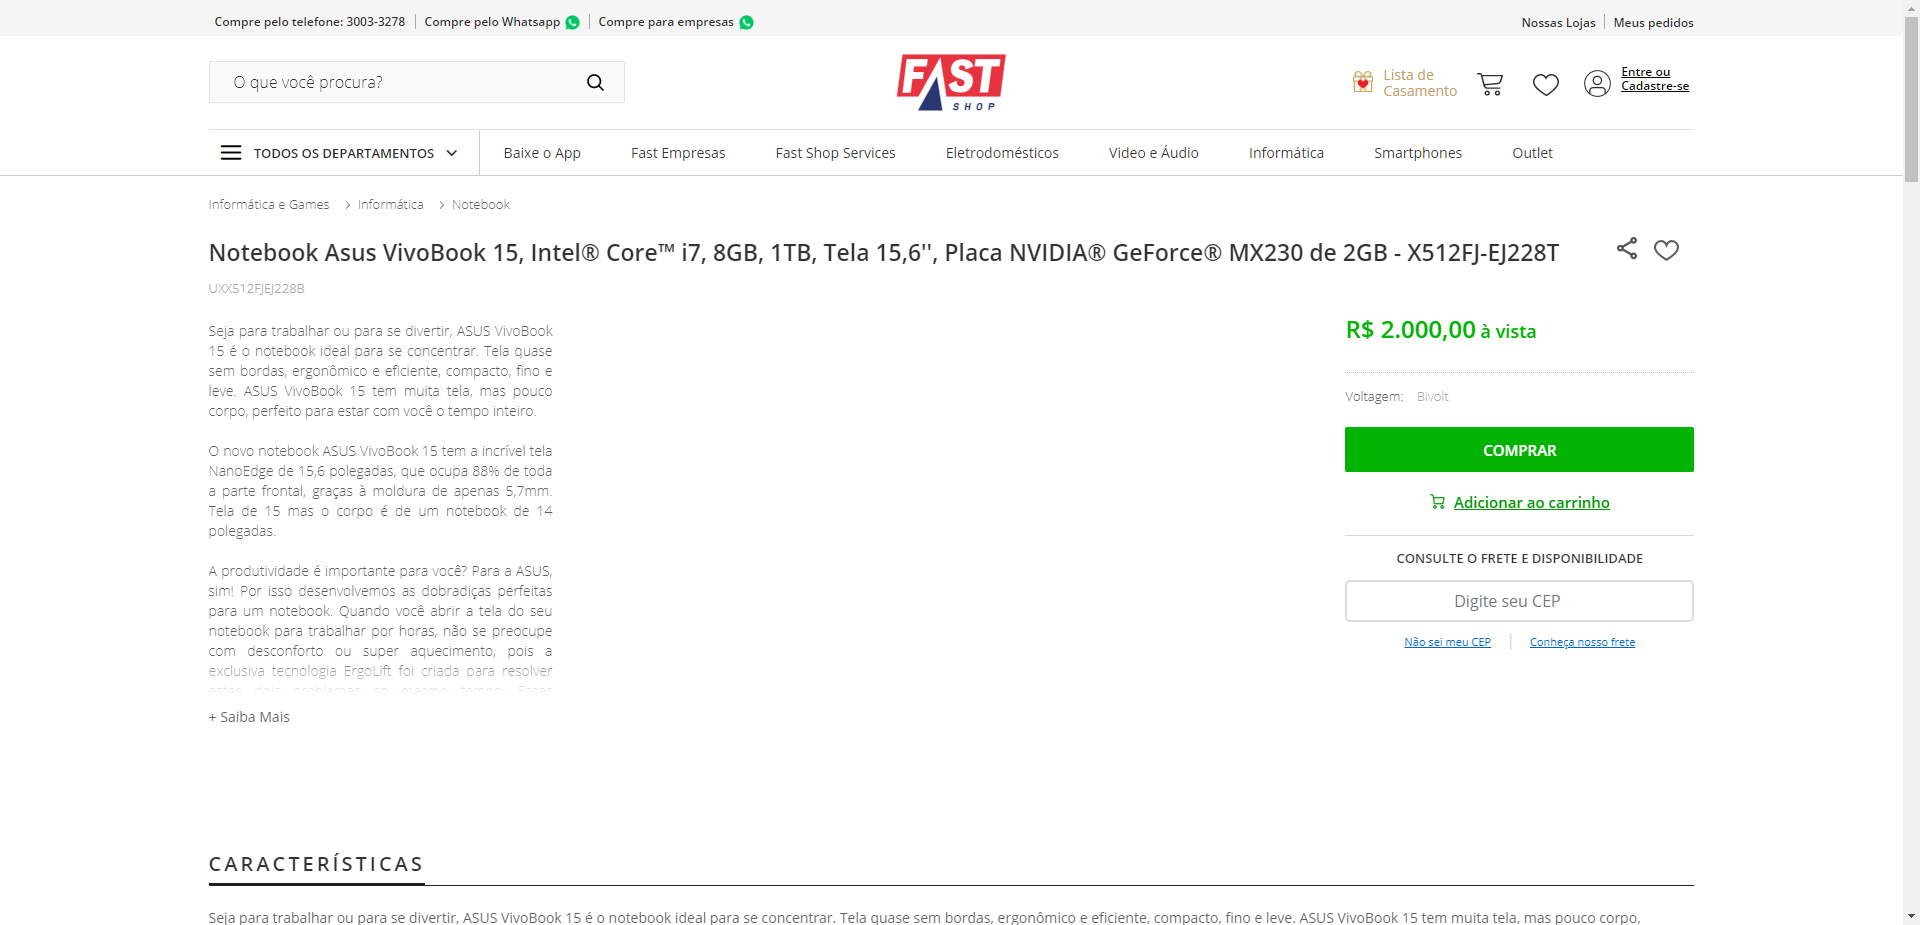 Compre pelo telefone: 3003-3278 Compre pelo Whatsapp Compre para empresas Nossas Lojas Meus pedidos
O que você procura?
FAST
SHOP
Lista de
Casamento
Entre ou
Cadastre-se
TODOS OS DEPARTAMENTOS Baixe o App Fast Empresas Fast Shop Services Eletrodomésticos Video e Áudio Informática Smartphones Outlet
Informática e Games > Informática > Notebook
Notebook Asus VivoBook 15, Intel® Core™ i7, 8GB, 1TB, Tela 15,6'', Placa NVIDIA® GeForce® MX230 de 2GB - X512FJ-EJ228T
UXX512FJEJ228B
Seja para trabalhar ou para se divertir, ASUS VivoBook
15 é o notebook ideal para se concentrar. Tela quase
sem bordas, ergonômico e eficiente, compacto, fino e
leve. ASUS VivoBook 15 tem muita tela, mas pouco
corpo, perfeito para estar com você o tempo inteiro.
O novo notebook ASUS VivoBook 15 tem a incrível tela
NanoEdge de 15,6 polegadas, que ocupa 88% de toda
a parte frontal, graças à moldura de apenas 5,7mm.
Tela de 15 mas o corpo é de um notebook de 14
polegadas.
A produtividade é importante para você? Para a ASUS,
sim! Por isso desenvolvemos as dobradiças perfeitas
para um notebook. Quando você abrir a tela do seu
notebook para trabalhar por horas, não se preocupe
com desconforto ou super aquecimento, pois a
exclusiva tecnologia ErgoLift foi criada para resolver
estes dois problemas ao mesmo tempo. Essas
+ Saiba Mais
R$ 2.000,00 à vista
Voltagem: Bivolt
COMPRAR
Adicionar ao carrinho
CONSULTE O FRETE E DISPONIBILIDADE
Digite seu CEP
Não sei meu CEP Conheça nosso frete
CARACTERÍSTICAS
Seja para trabalhar ou para se divertir, ASUS VivoBook 15 é o notebook ideal para se concentrar. Tela quase sem bordas, ergonômico e eficiente, compacto, fino e leve. ASUS VivoBook 15 tem muita tela, mas pouco corpo,